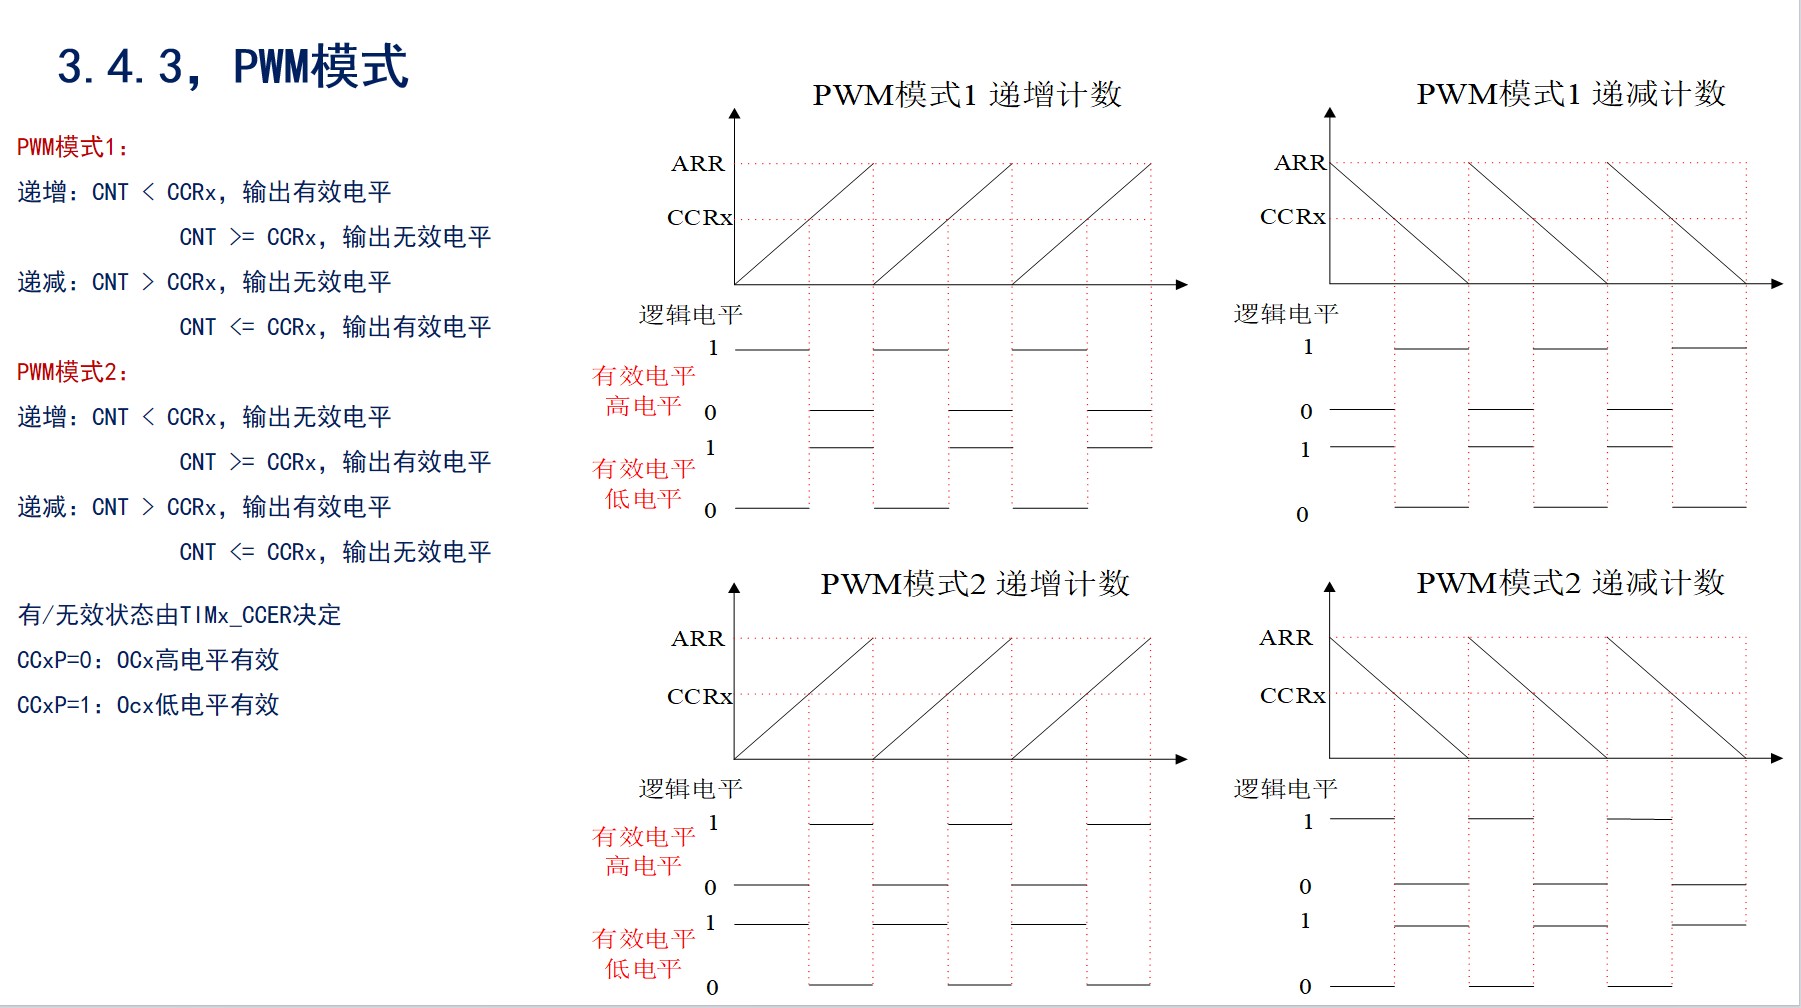 3.4.3，PWM模式
PWM模式1：
递增：CNT < CCRx，输出有效电平
CNT >= CCRx，输出无效电平
递减：CNT > CCRx，输出无效电平
CNT <= CCRx，输出有效电平
PWM模式2：
递增：CNT < CCRx，输出无效电平
CNT >= CCRx，输出有效电平
递减：CNT > CCRx，输出有效电平
CNT <= CCRx，输出无效电平
有/无效状态由TIMx_CCER决定
CCxP=0：OCx高电平有效
CCxP=1：Ocx低电平有效
PWM模式1 递增计数
ARR
CCRx
逻辑电平
1
有效电平
高电平
0
1
有效电平
低电平
0
PWM模式1 递减计数
ARR
CCRx
逻辑电平
1
0
1
0
PWM模式2 递增计数
ARR
CCRx
逻辑电平
1
有效电平
高电平
0
1
有效电平
低电平
0
PWM模式2 递减计数
ARR
CCRx
逻辑电平
1
0
1
0